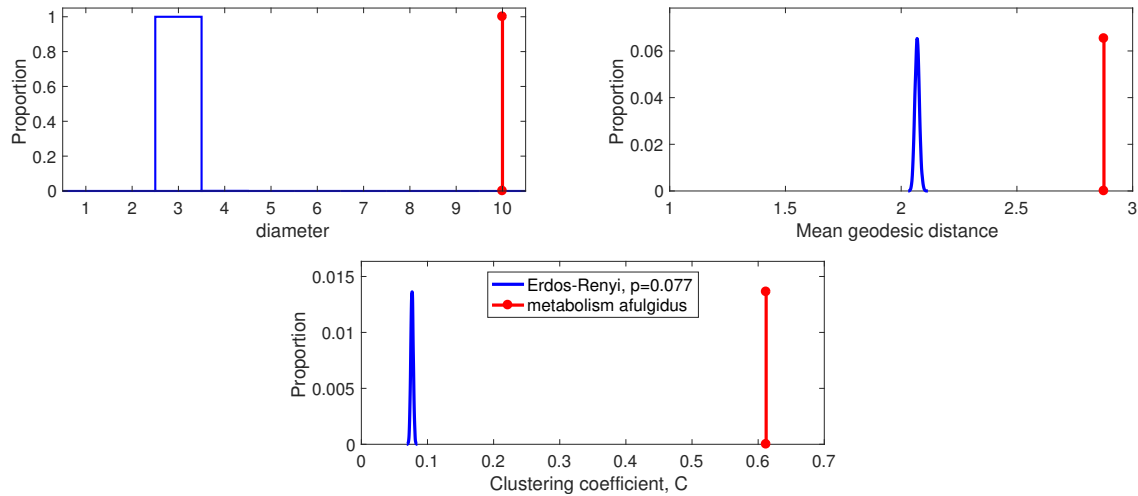 Proportion
1
0.8
0.6
0.4
0.2
0
1 2 3 4 5 6 7 8 9 10
diameter
Proportion
0.06
0.04
0.02
0
1 1.5 2 2.5 3
Mean geodesic distance
Proportion
0.015
0.01
0.005
0
0 0.1 0.2 0.3 0.4 0.5 0.6 0.7
Clustering coefficient, C
Erdos-Renyi, p=0.077
metabolism afulgidus